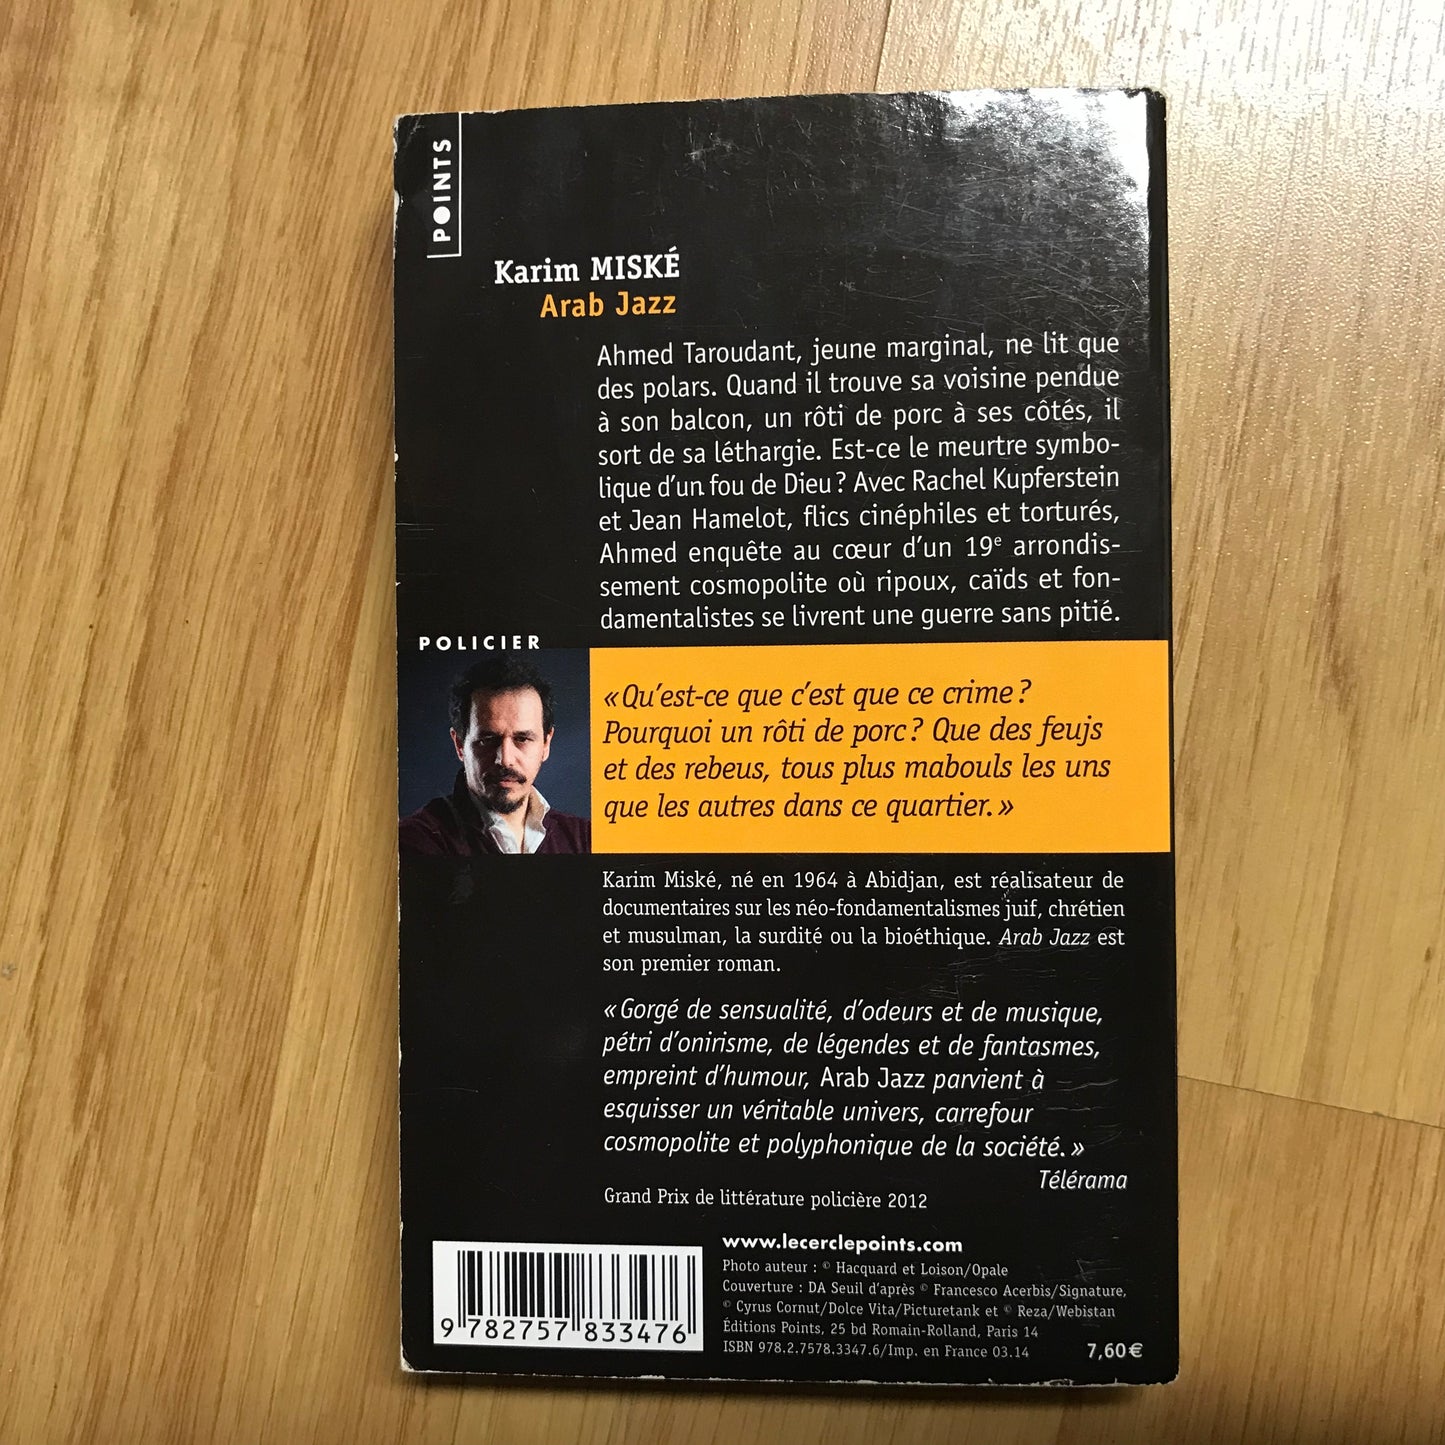 POINTS
Karim MISKÉ
Arab Jazz
Ahmed Taroudant, jeune marginal, ne lit que
des polars. Quand il trouve sa voisine pendue
à son balcon, un rôti de porc à ses côtés, il
sort de sa léthargie. Est-ce le meurtre symbo-
lique d’un fou de Dieu ? Avec Rachel Kupferstein
et Jean Hamelot, flics cinéphiles et torturés,
Ahmed enquête au cœur d’un 19e arrondis-
sement cosmopolite où ripoux, caïds et fon-
damentalistes se livrent une guerre sans pitié.
POLICIER
« Qu’est-ce que c’est que ce crime ?
Pourquoi un rôti de porc ? Que des feujs
et des rebeus, tous plus mabouls les uns
que les autres dans ce quartier. »
Karim Miské, né en 1964 à Abidjan, est réalisateur de
documentaires sur les néo-fondamentalismes juif, chrétien
et musulman, la surdité ou la bioéthique. Arab Jazz est
son premier roman.
« Gorgé de sensualité, d’odeurs et de musique,
pétri d’onirisme, de légendes et de fantasmes,
empreint d’humour, Arab Jazz parvient à
esquisser un véritable univers, carrefour
cosmopolite et polyphonique de la société. »
Télérama
Grand Prix de littérature policière 2012
www.lecerclepoints.com
Photo auteur : © Hacquard et Loison/Opale
Couverture : DA Seuil d’après © Francesco Acerbis/Signature,
© Cyrus Cornut/Dolce Vita/Picturetank et © Reza/Webistan
Éditions Points, 25 bd Romain-Rolland, Paris 14
ISBN 978.2.7578.3347.6/Imp. en France 03.14
7,60 €
9 782757 833476